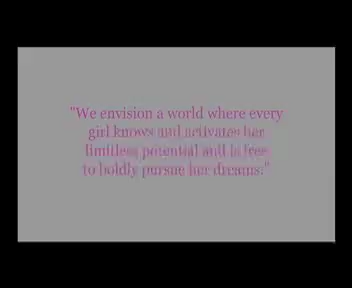 "We envision a world where every
girl knows and activates her
limitless potential and is free
to boldly pursue her dreams."